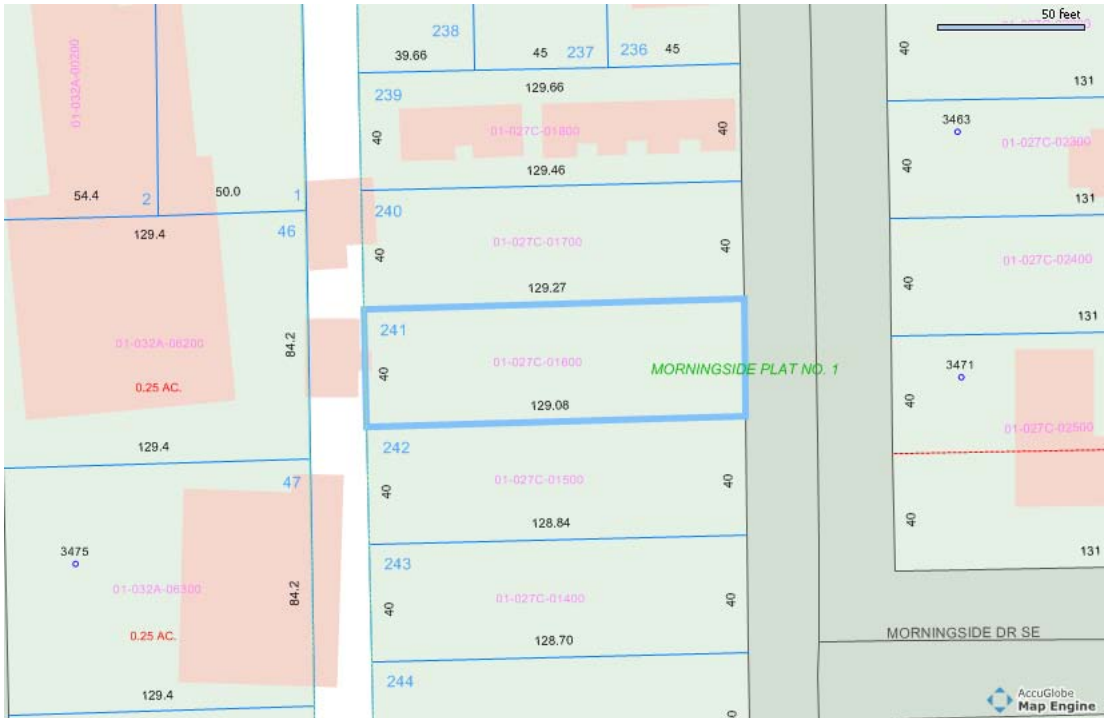 50 feet
238
237
236
39.66
45
45
40
131
239
129.66
3463
01-032A-00200
40
01-027C-01800
40
01-027C-02300
40
129.46
54.4
2
50.0
1
131
240
129.4
46
40
01-027C-01700
40
01-027C-02400
40
129.27
131
241
01-032A-06200
84.2
01-027C-01600
MORNINGSIDE PLAT NO. 1
3471
40
0.25 AC.
129.08
40
01-027C-02500
129.4
242
47
40
01-027C-01500
40
128.84
40
3475
131
243
01-032A-06300
84.2
40
01-027C-01400
40
0.25 AC.
128.70
MORNINGSIDE DR SE
244
129.4
AccuGlobe
Map Engine